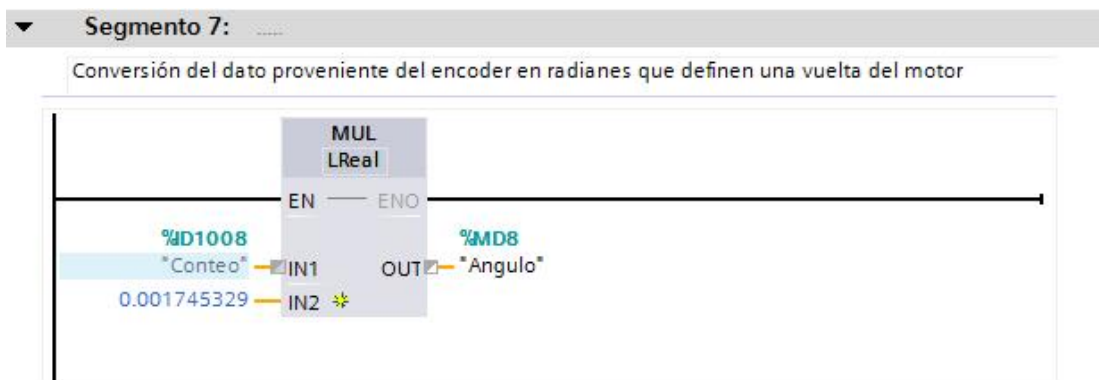 Segmento 7: .....
Conversión del dato proveniente del encoder en radianes que definen una vuelta del motor
MUL
LReal
EN ENO
%ID1008 %MD8
"Conteo" IN1 OUT "Angulo"
0.001745329 IN2